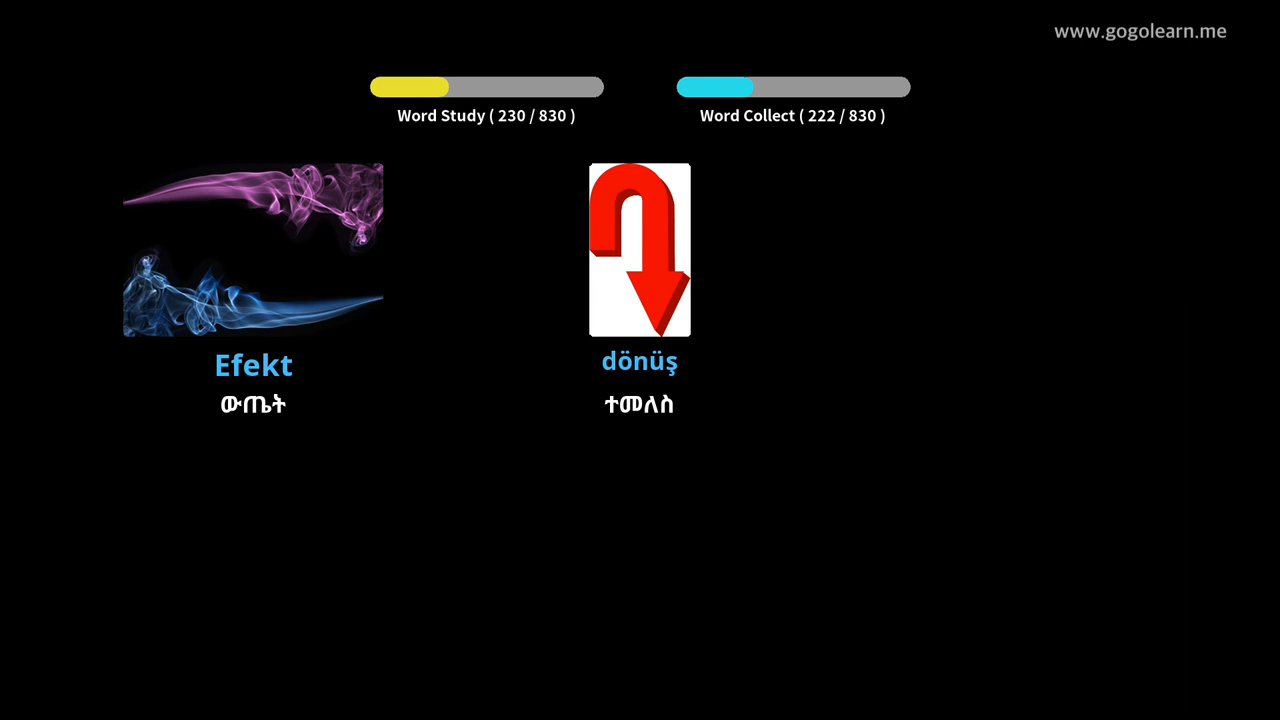 www.gogolearn.me
Word Study ( 230 / 830 )
Word Collect ( 222 / 830 )
Efekt
ውጤት
dönüş
ተመለስ